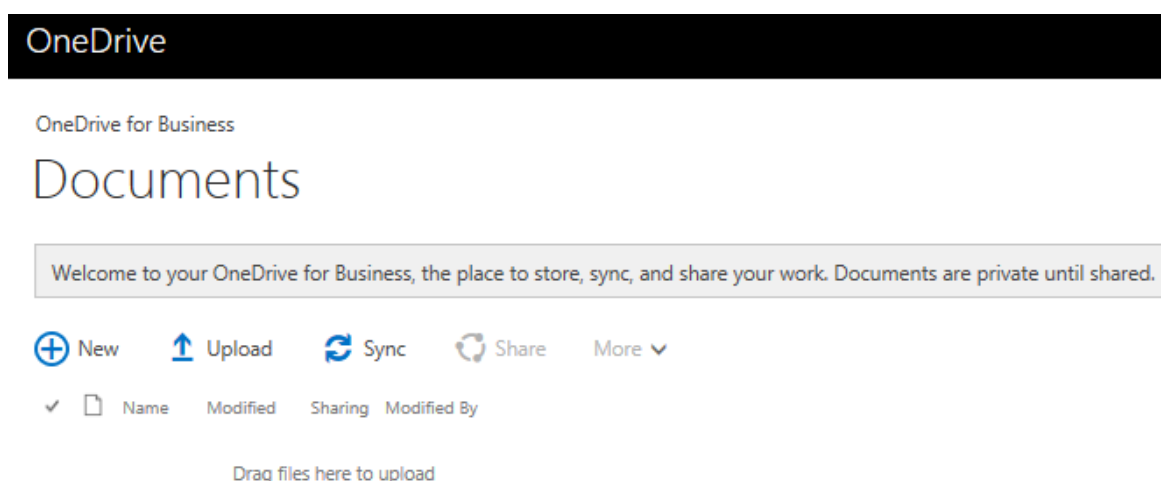 OneDrive
OneDrive for Business
Documents
Welcome to your OneDrive for Business, the place to store, sync, and share your work. Documents are private until shared.
New Upload Sync Share More
Name Modified Sharing Modified By
Drag files here to upload